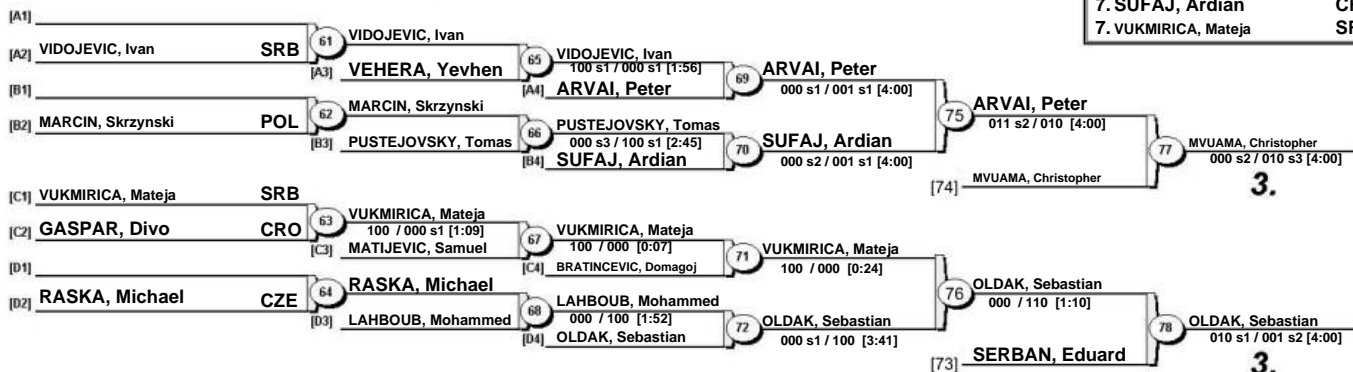 7. SUFAJ, Ardian
7. VUKMIRICA, Mateja
[A1]
[A2] VIDOJEVIC, Ivan SRB
61
VIDOJEVIC, Ivan
[A3] VEHERA, Yevhen
65
VIDOJEVIC, Ivan
100 s1 / 000 s1 [1:56]
[A4] ARVAI, Peter
69
ARVAI, Peter
000 s1 / 001 s1 [4:00]
[B1]
[B2] MARCIN, Skrzynski POL
62
MARCIN, Skrzynski
[B3] PUSTEJOVSKY, Tomas
66
PUSTEJOVSKY, Tomas
000 s3 / 100 s1 [2:45]
[B4] SUFAJ, Ardian
70
SUFAJ, Ardian
000 s2 / 001 s1 [4:00]
75
ARVAI, Peter
011 s2 / 010 [4:00]
[74] MVUAMA, Christopher
77
MVUAMA, Christopher
000 s2 / 010 s3 [4:00]
3.
[C1] VUKMIRICA, Mateja SRB
[C2] GASPAR, Divo CRO
63
VUKMIRICA, Mateja
100 / 000 s1 [1:09]
[C3] MATIJEVIC, Samuel
67
VUKMIRICA, Mateja
100 / 000 [0:07]
[C4] BRATINCEVIC, Domagoj
71
VUKMIRICA, Mateja
100 / 000 [0:24]
[D1]
[D2] RASKA, Michael CZE
64
RASKA, Michael
[D3] LAHBOUB, Mohammed
68
LAHBOUB, Mohammed
000 / 100 [1:52]
[D4] OLDAK, Sebastian
72
OLDAK, Sebastian
000 s1 / 100 [3:41]
76
OLDAK, Sebastian
000 / 110 [1:10]
[73] SERBAN, Eduard
78
OLDAK, Sebastian
010 s1 / 001 s2 [4:00]
3.